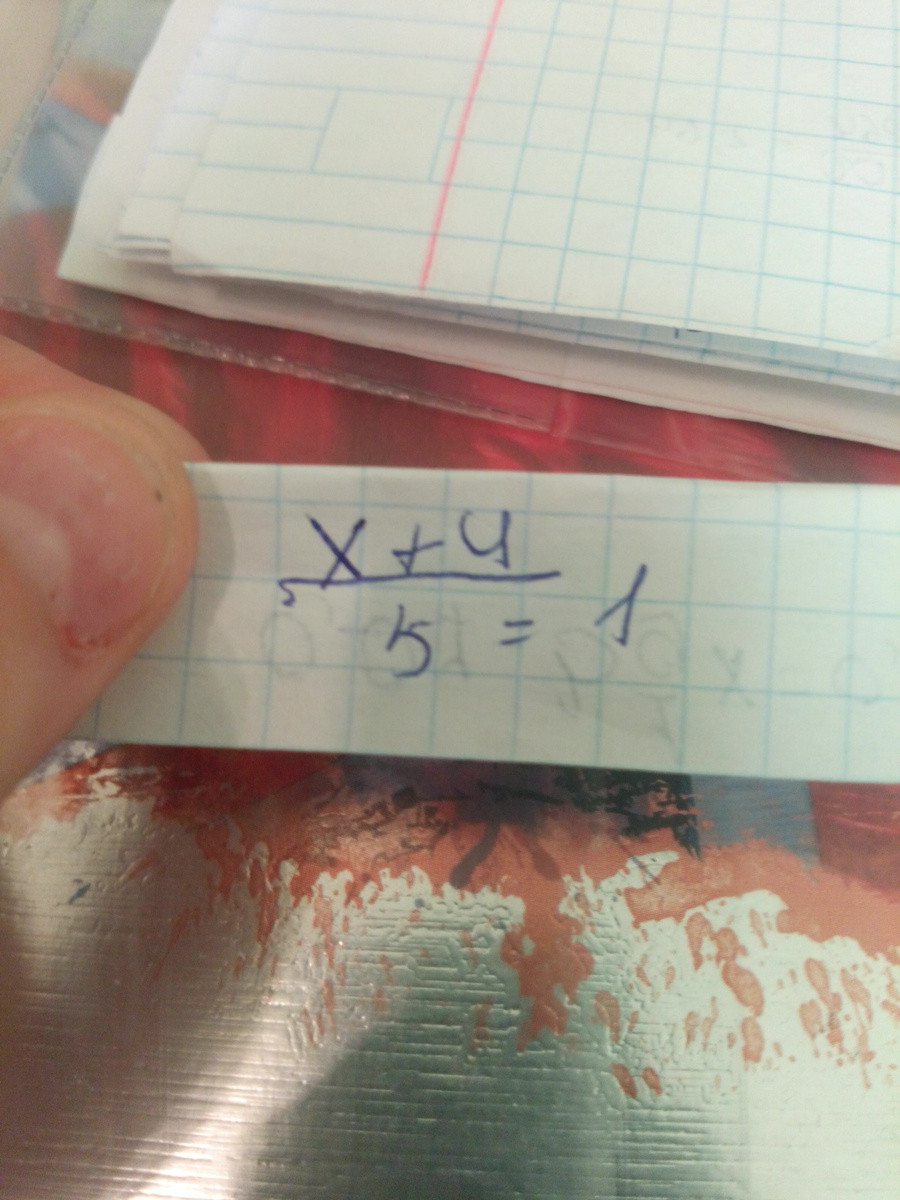 x+4
5 = 1